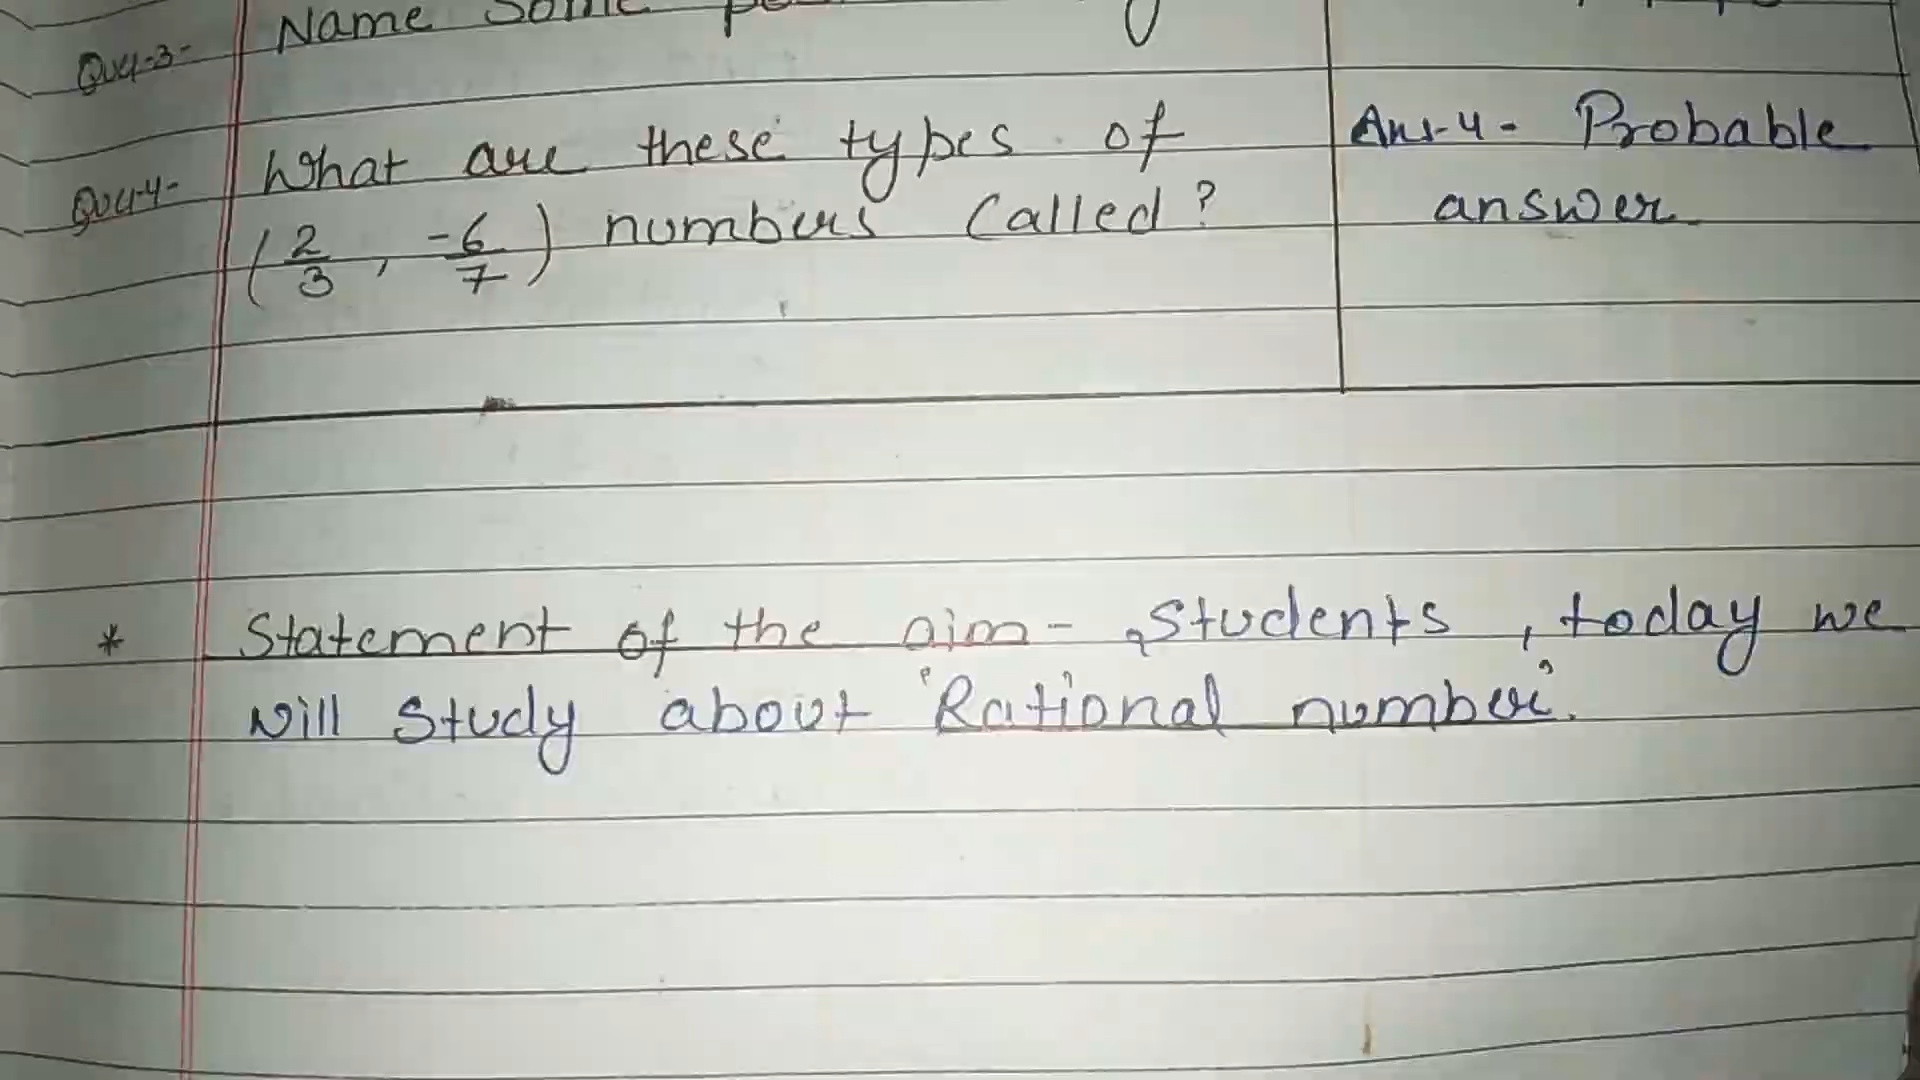 Que-3- Name Some
Que-4- What are these types of
(2/3, -6/7) numbers Called?
Ans-4- Probable
answer
* Statement of the aim- Students, today we
will study about 'Rational number'.